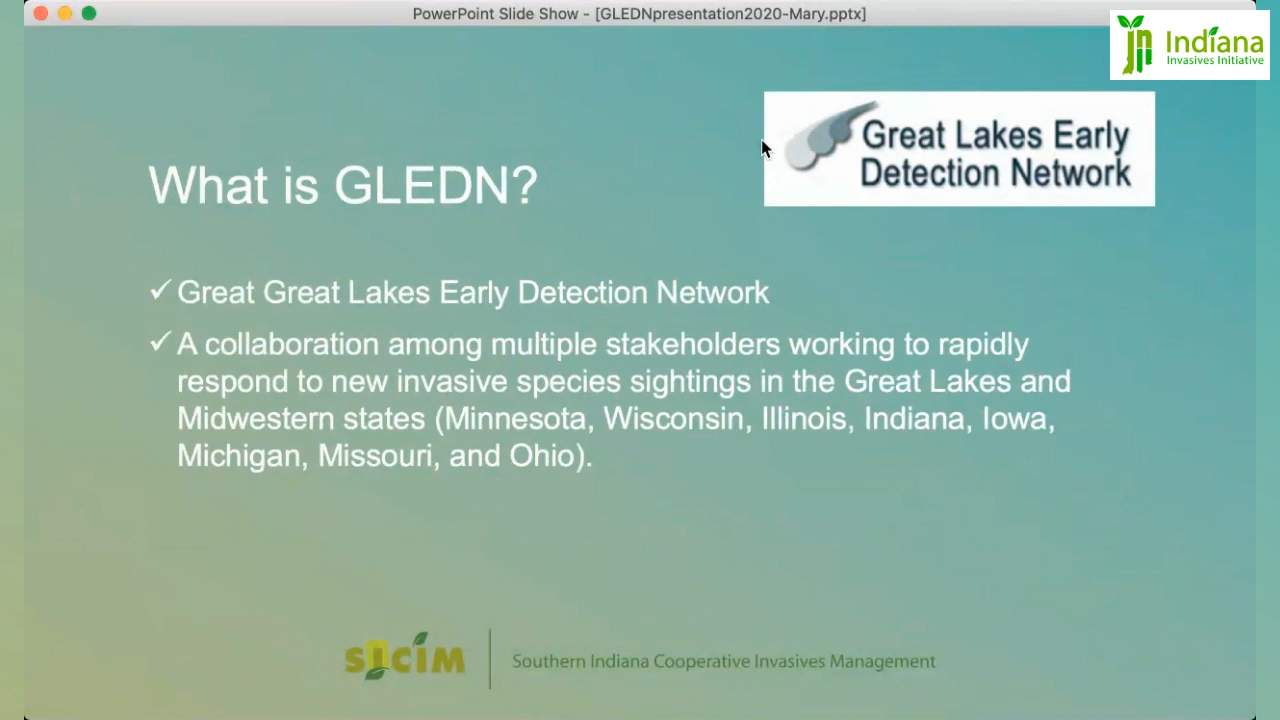 PowerPoint Slide Show - [GLEDNpresentation2020-Mary.pptx]
Indiana
Invasives Initiative
Great Lakes Early
Detection Network
What is GLEDN?
✓ Great Great Lakes Early Detection Network
✓ A collaboration among multiple stakeholders working to rapidly
respond to new invasive species sightings in the Great Lakes and
Midwestern states (Minnesota, Wisconsin, Illinois, Indiana, Iowa,
Michigan, Missouri, and Ohio).
SICIM
Southern Indiana Cooperative Invasives Management